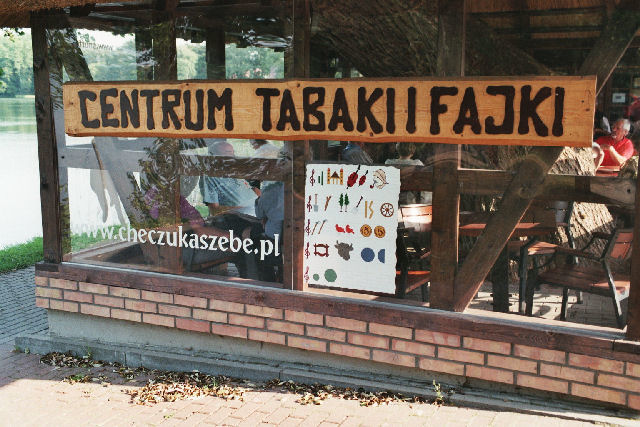 CENTRUM TABAKI I FAJKI
www.checzukaszebe.pl